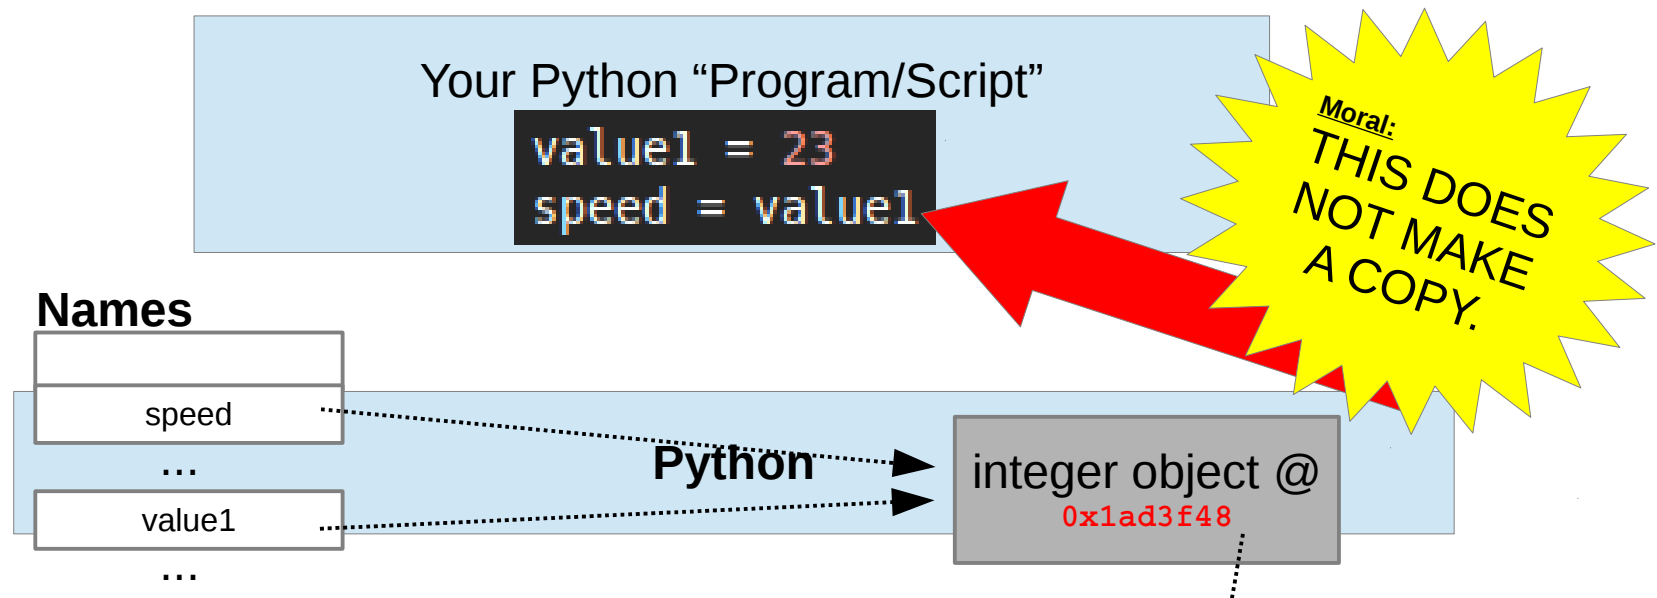 Your Python “Program/Script”
value1 = 23
speed = value1
Moral:
THIS DOES
NOT MAKE
A COPY.
Names
speed
...
value1
...
Python
integer object @
0x1ad3f48